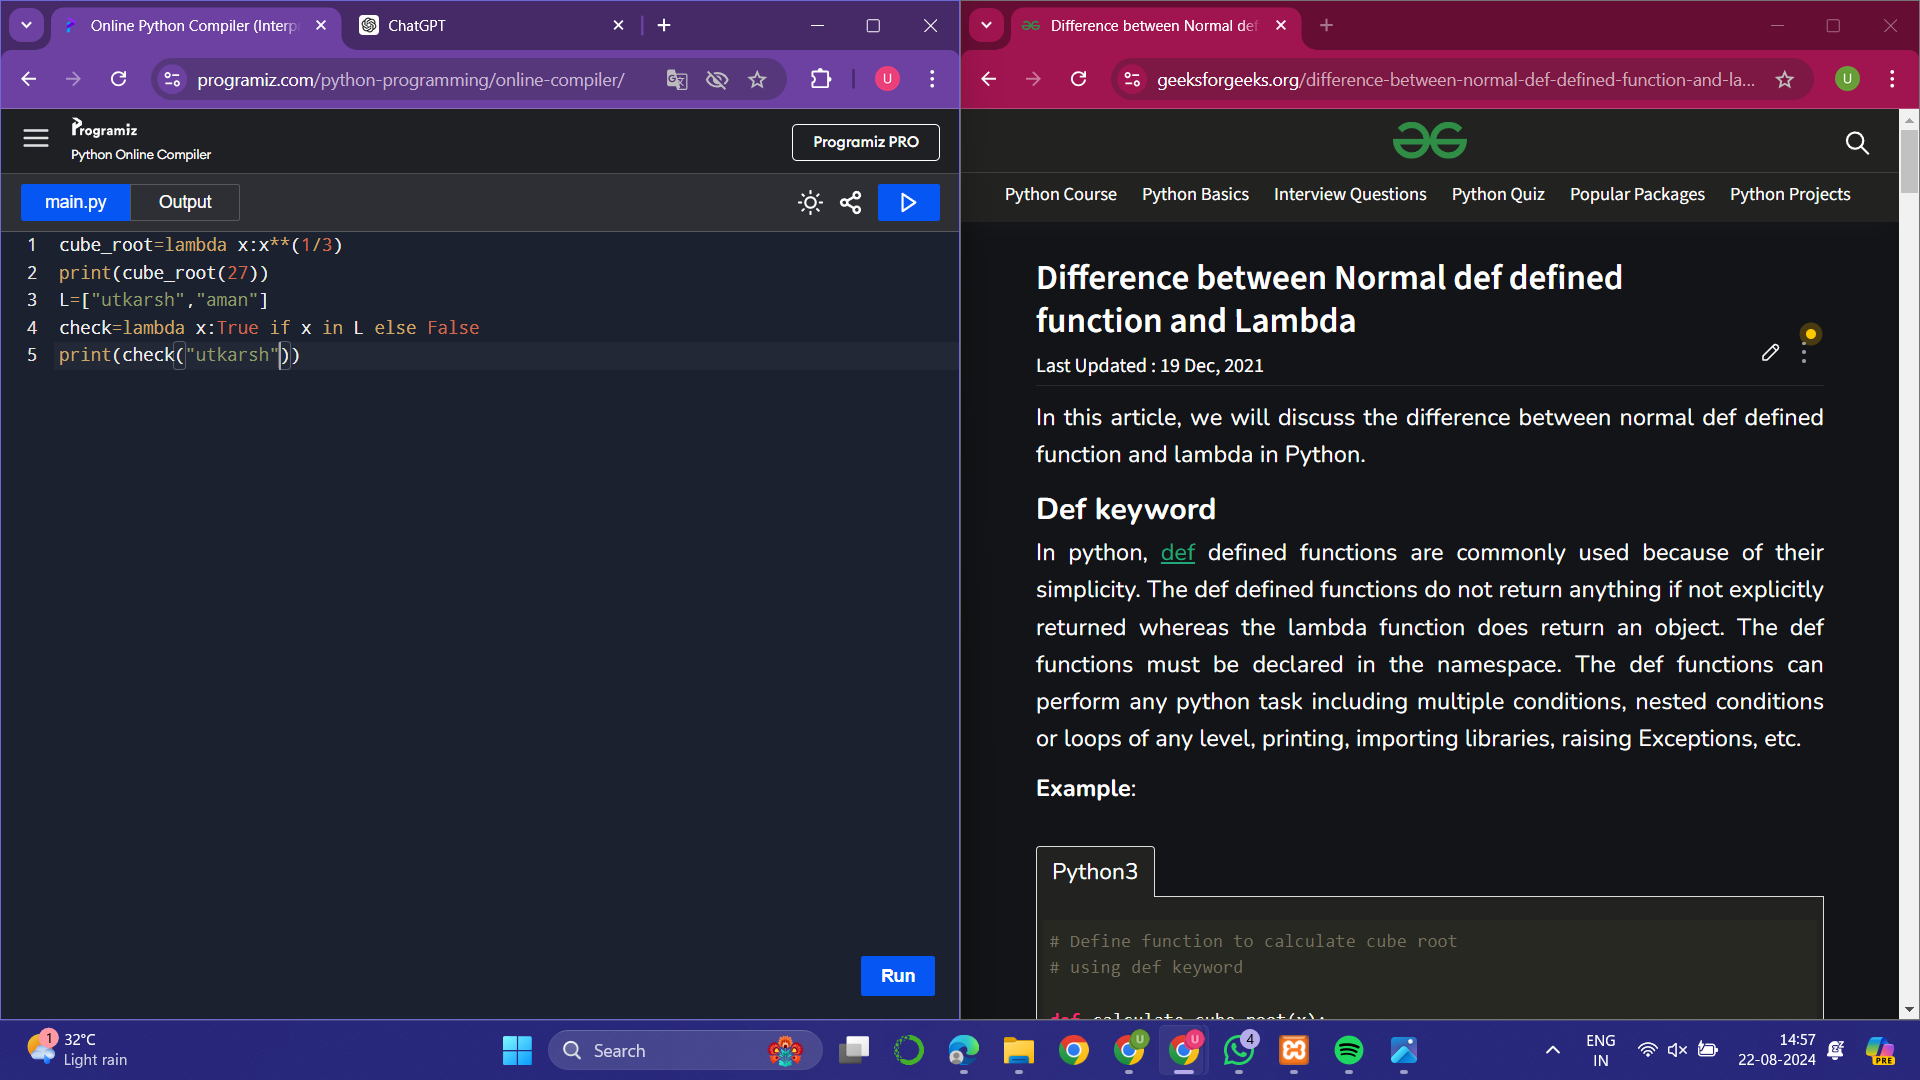 Online Python Compiler (Interp
ChatGPT
programiz.com/python-programming/online-compiler/
U
Programiz
Python Online Compiler
Programiz PRO
main.py
Output
1 cube_root=lambda x:x**(1/3)
2 print(cube_root(27))
3 L=["utkarsh","aman"]
4 check=lambda x:True if x in L else False
5 print(check("utkarsh"))
Run
Difference between Normal def
geeksforgeeks.org/difference-between-normal-def-defined-function-and-la...
U
Python Course
Python Basics
Interview Questions
Python Quiz
Popular Packages
Python Projects
Difference between Normal def defined
function and Lambda
Last Updated : 19 Dec, 2021
In this article, we will discuss the difference between normal def defined
function and lambda in Python.
Def keyword
In python, def defined functions are commonly used because of their
simplicity. The def defined functions do not return anything if not explicitly
returned whereas the lambda function does return an object. The def
functions must be declared in the namespace. The def functions can
perform any python task including multiple conditions, nested conditions
or loops of any level, printing, importing libraries, raising Exceptions, etc.
Example:
Python3
# Define function to calculate cube root
# using def keyword
def calculate_cube_root(x):
1
32°C
Light rain
Search
U
U
4
ENG
IN
14:57
22-08-2024
PRE